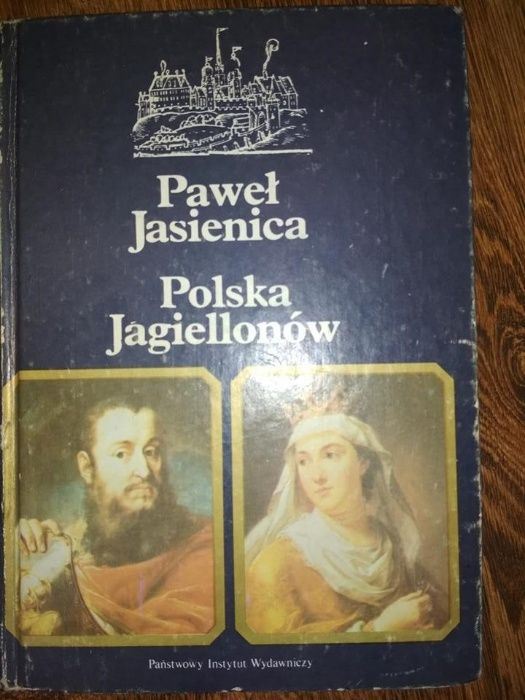 Paweł
Jasienica
Polska
Jagiellonów
Państwowy Instytut Wydawniczy